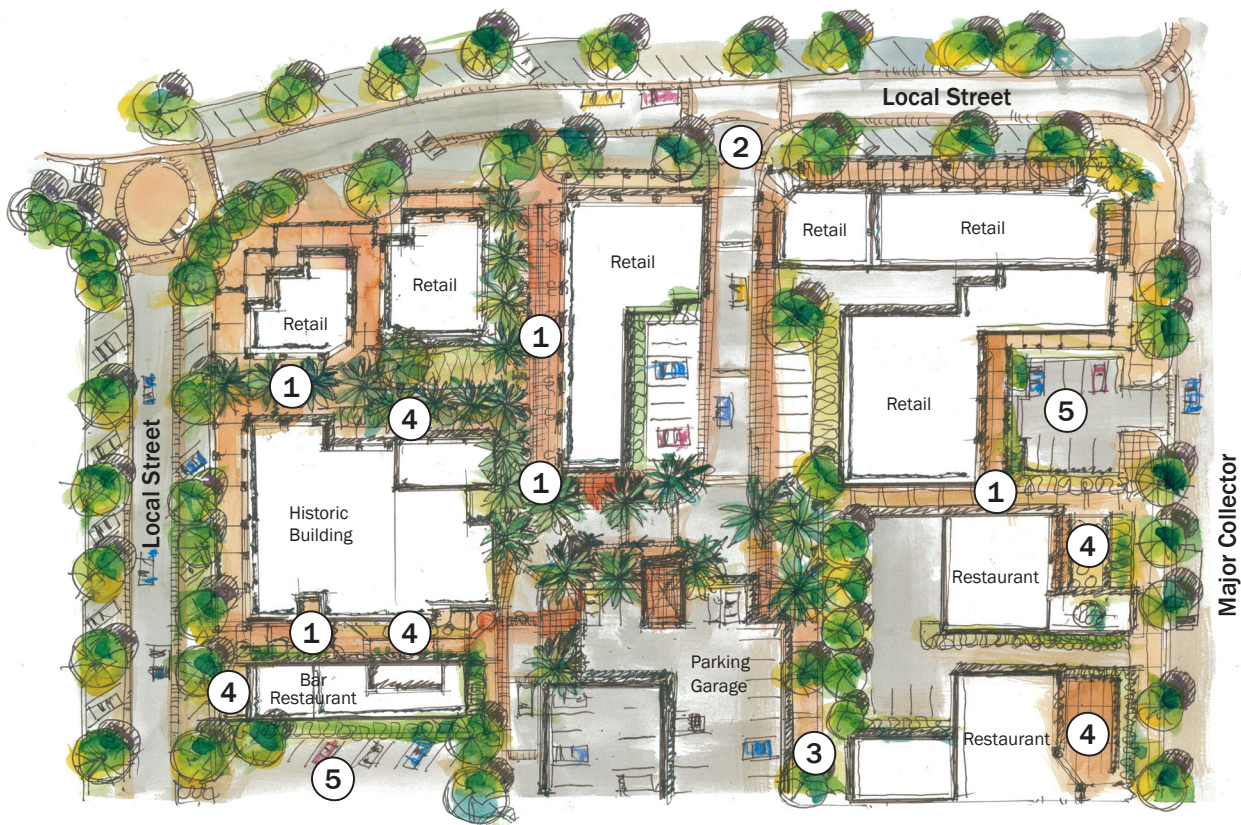 Local Street
2
Retail
Retail
Retail
Retail
Retail
1
1
Retail
5
4
Local Street
1
1
Historic
Building
4
Restaurant
Major Collector
1
4
Parking
Garage
Bar
Restaurant
4
Restaurant
4
3
5